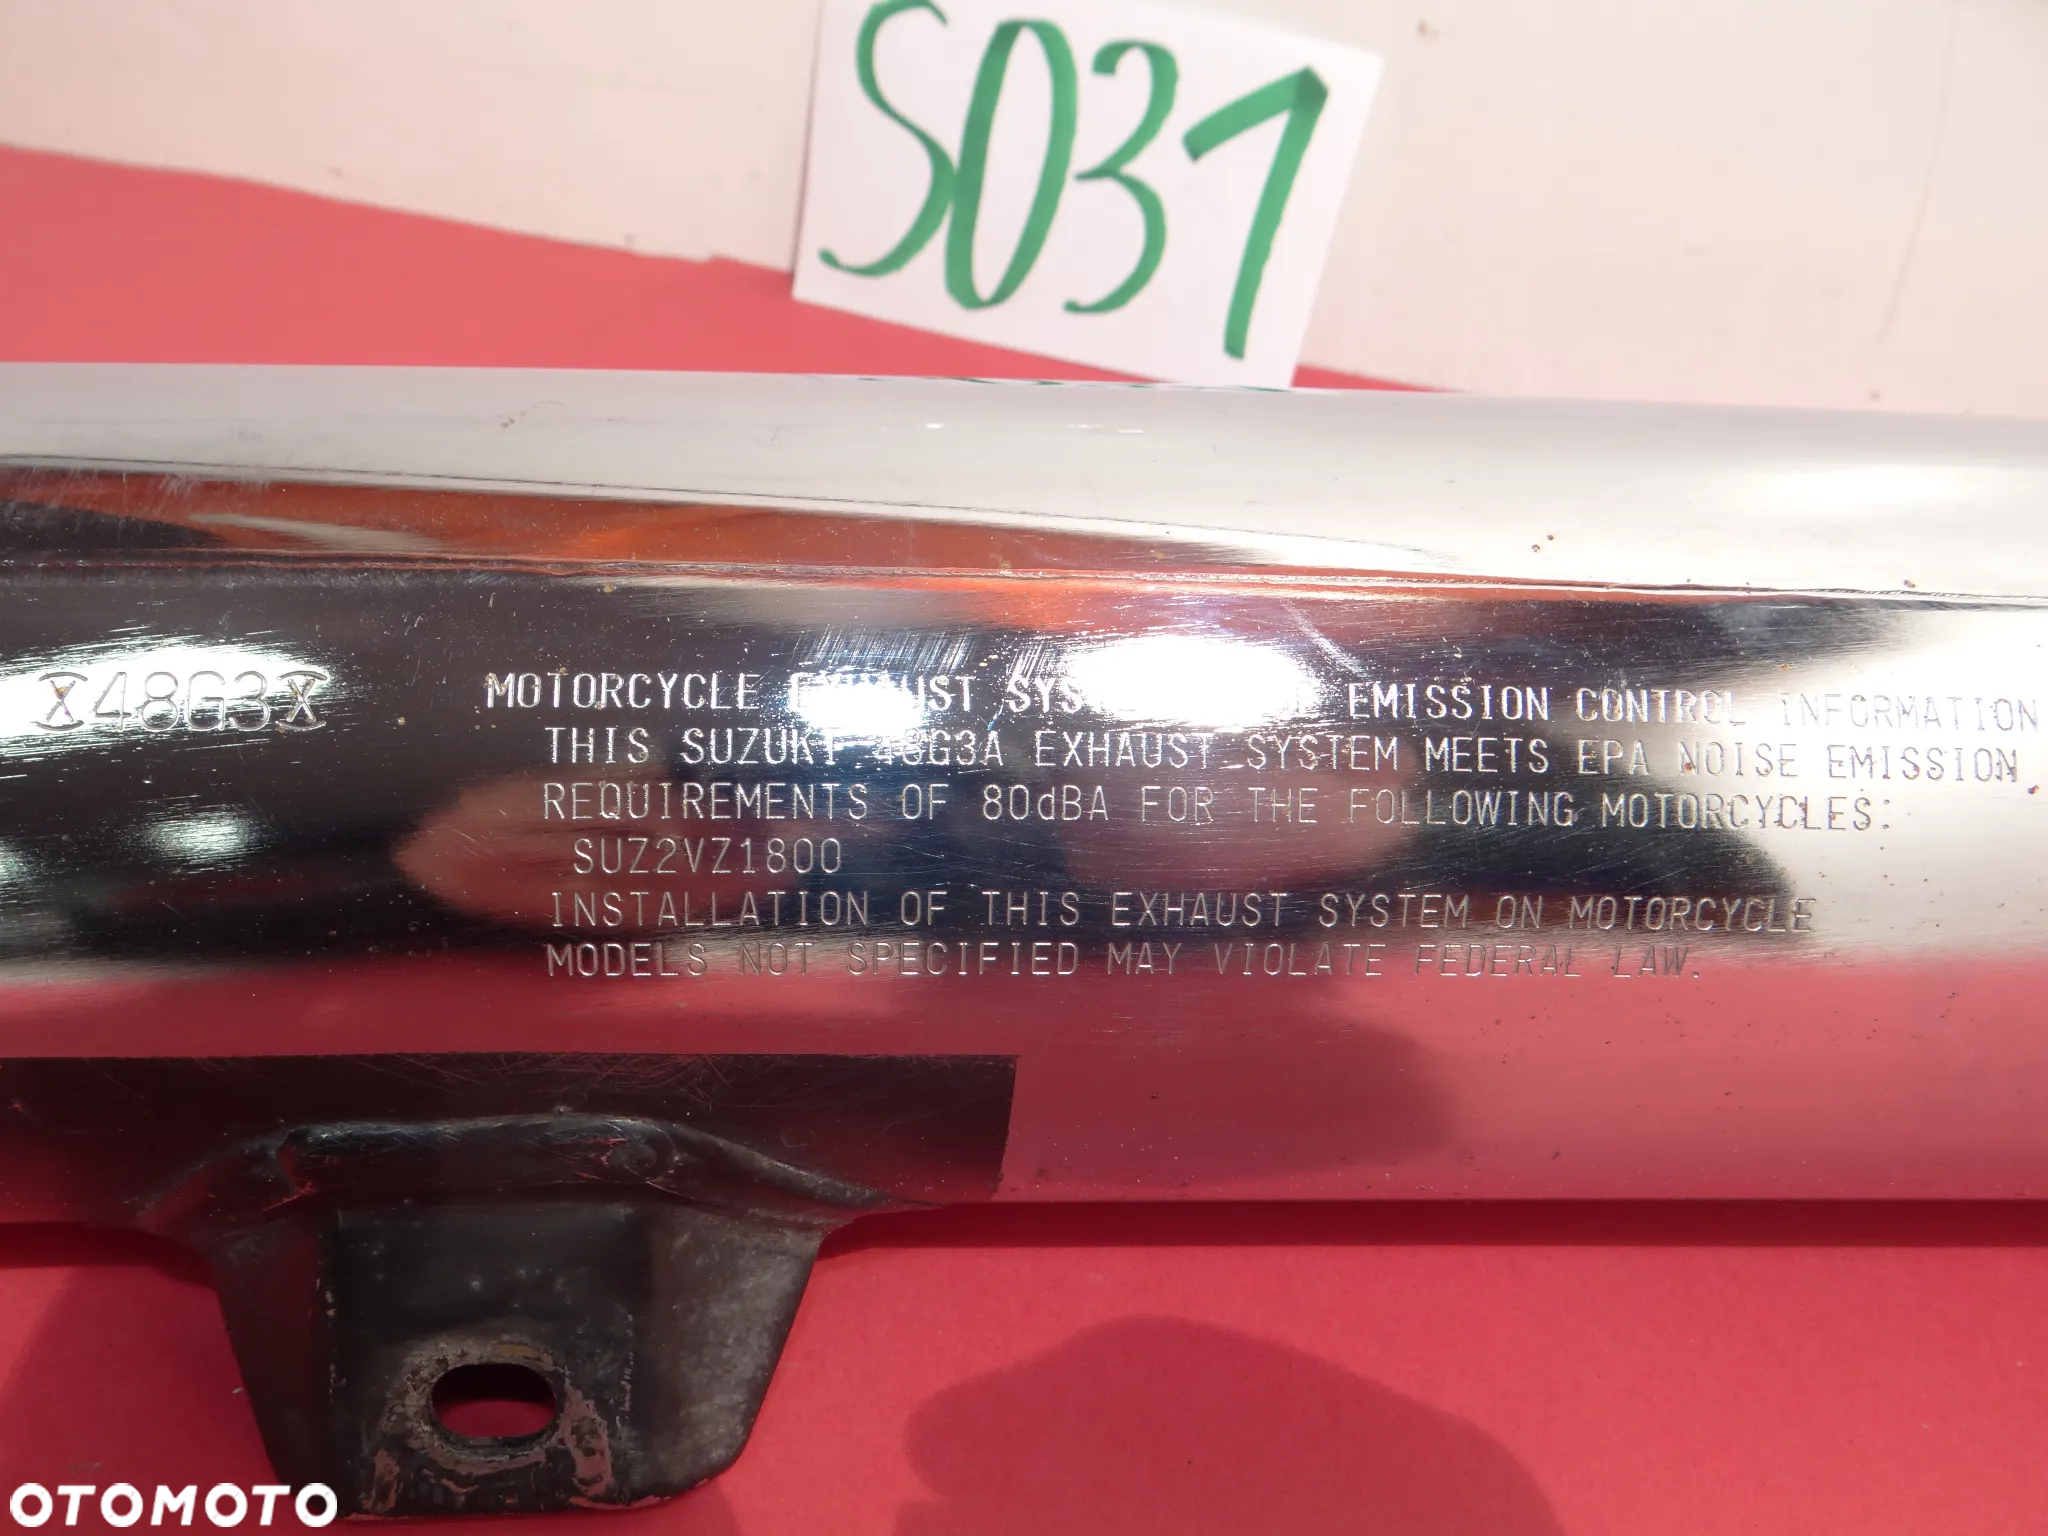 S031
X48G3X
MOTORCYCLE EXHAUST SYSTEM EMISSION CONTROL INFORMATION
THIS SUZUKI 48G3A EXHAUST SYSTEM MEETS EPA NOISE EMISSION
REQUIREMENTS OF 80dBA FOR THE FOLLOWING MOTORCYCLES:
SUZ2VZ1800
INSTALLATION OF THIS EXHAUST SYSTEM ON MOTORCYCLE
MODELS NOT SPECIFIED MAY VIOLATE FEDERAL LAW.
OTOMOTO